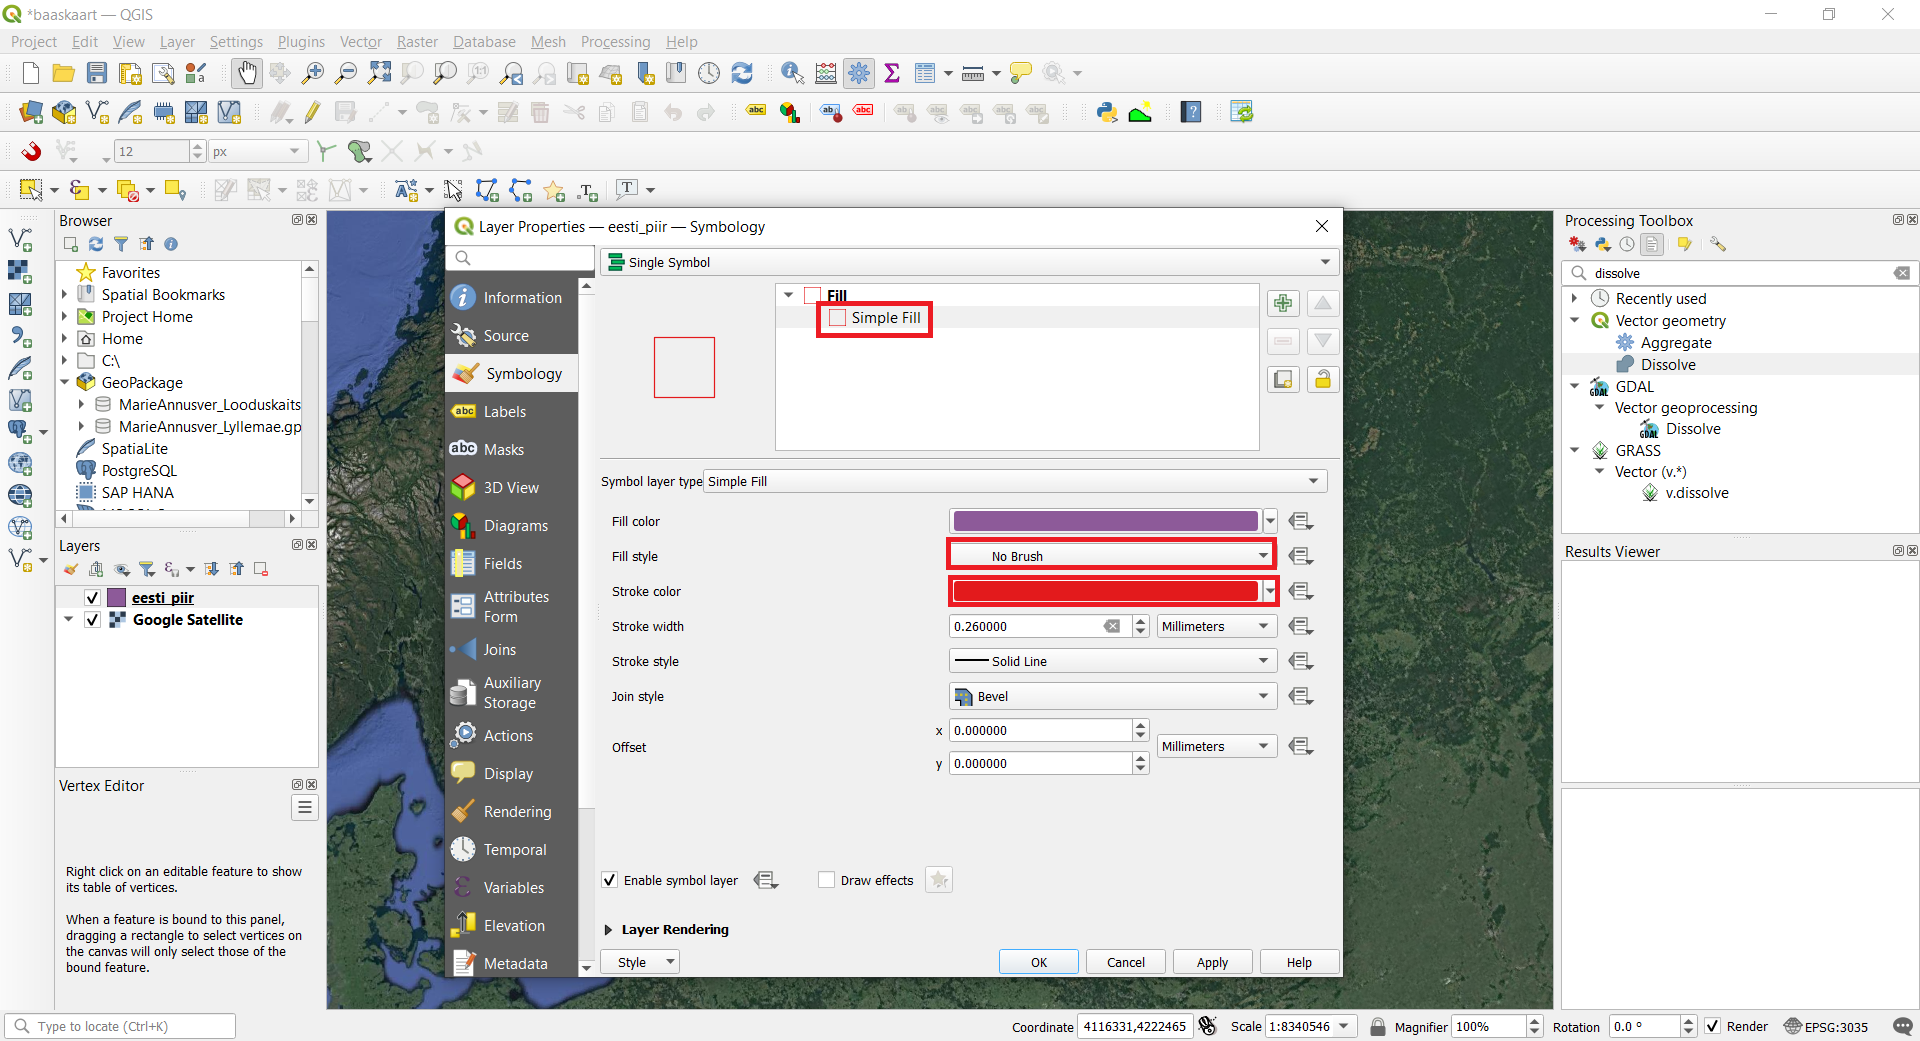 *baaskaart — QGIS
Project Edit View Layer Settings Plugins Vector Raster Database Mesh Processing Help
1:1
abc ab abc
12 px
Browser
Favorites
Spatial Bookmarks
Project Home
Home
C:\
GeoPackage
MarieAnnusver_Looduskaits
MarieAnnusver_Lyllemae.gp
SpatiaLite
PostgreSQL
SAP HANA
Layers
eesti_piir
Google Satellite
Vertex Editor
Right click on an editable feature to show
its table of vertices.
When a feature is bound to this panel,
dragging a rectangle to select vertices on
the canvas will only select those of the
bound feature.
Layer Properties — eesti_piir — Symbology
Information
Source
Symbology
abc Labels
abc Masks
3D View
Diagrams
Fields
Attributes
Form
Joins
Auxiliary
Storage
Actions
Display
Rendering
Temporal
Variables
Elevation
Metadata
Single Symbol
Fill
Simple Fill
Symbol layer type Simple Fill
Fill color
Fill style No Brush
Stroke color
Stroke width 0.260000 Millimeters
Stroke style Solid Line
Join style Bevel
Offset x 0.000000 Millimeters
y 0.000000
Enable symbol layer Draw effects
Layer Rendering
Style OK Cancel Apply Help
Processing Toolbox
dissolve
Recently used
Vector geometry
Aggregate
Dissolve
GDAL GDAL
Vector geoprocessing
GDAL Dissolve
GRASS
Vector (v.*)
v.dissolve
Results Viewer
Type to locate (Ctrl+K) Coordinate 4116331,4222465 Scale 1:8340546 Magnifier 100% Rotation 0.0 ° Render EPSG:3035